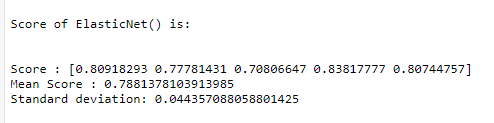 Score of ElasticNet() is:
Score : [0.80918293 0.77781431 0.70806647 0.83817777 0.80744757]
Mean Score : 0.7881378103913985
Standard deviation: 0.044357088058801425